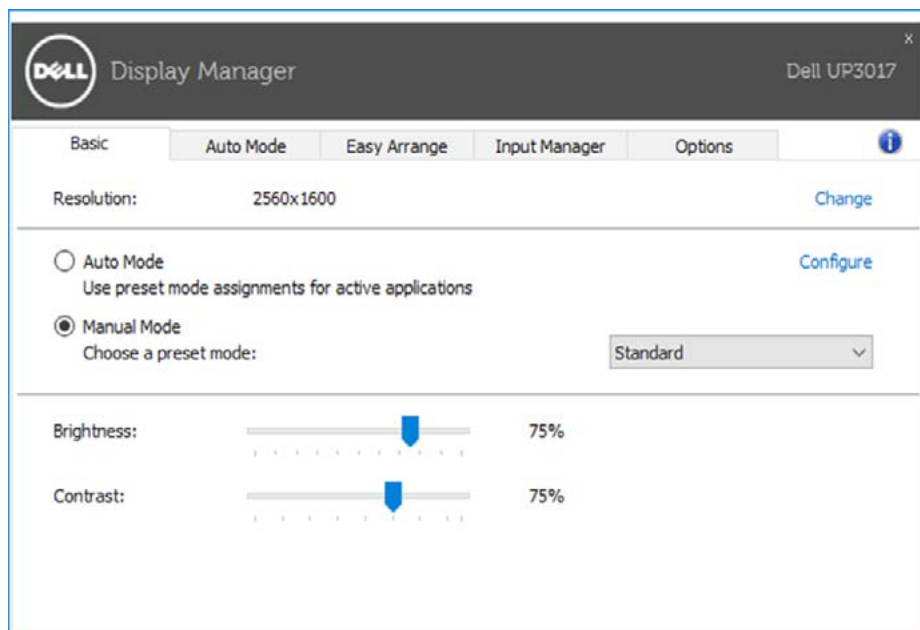 x
DELL Display Manager Dell UP3017
Basic Auto Mode Easy Arrange Input Manager Options i
Resolution: 2560x1600 Change
Auto Mode Configure
Use preset mode assignments for active applications
Manual Mode
Choose a preset mode: Standard
Brightness: 75%
Contrast: 75%